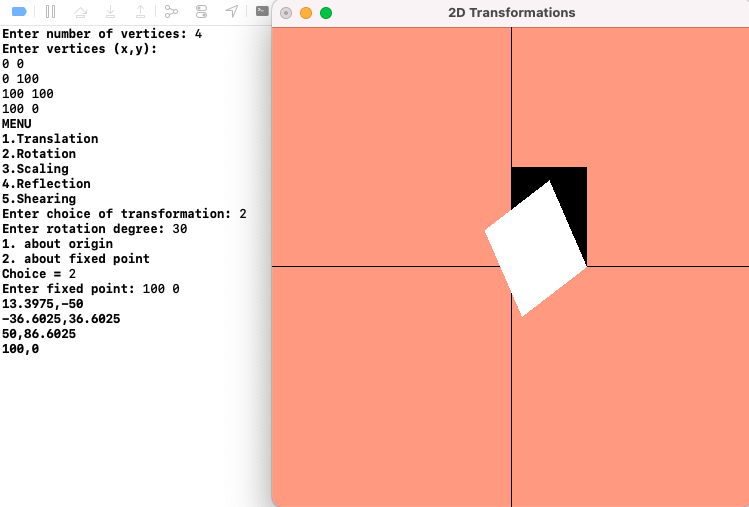 2D Transformations
Enter number of vertices: 4
Enter vertices (x,y):
0 0
0 100
100 100
100 0
MENU
1.Translation
2.Rotation
3.Scaling
4.Reflection
5.Shearing
Enter choice of transformation: 2
Enter rotation degree: 30
1. about origin
2. about fixed point
Choice = 2
Enter fixed point: 100 0
13.3975,-50
-36.6025,36.6025
50,86.6025
100,0